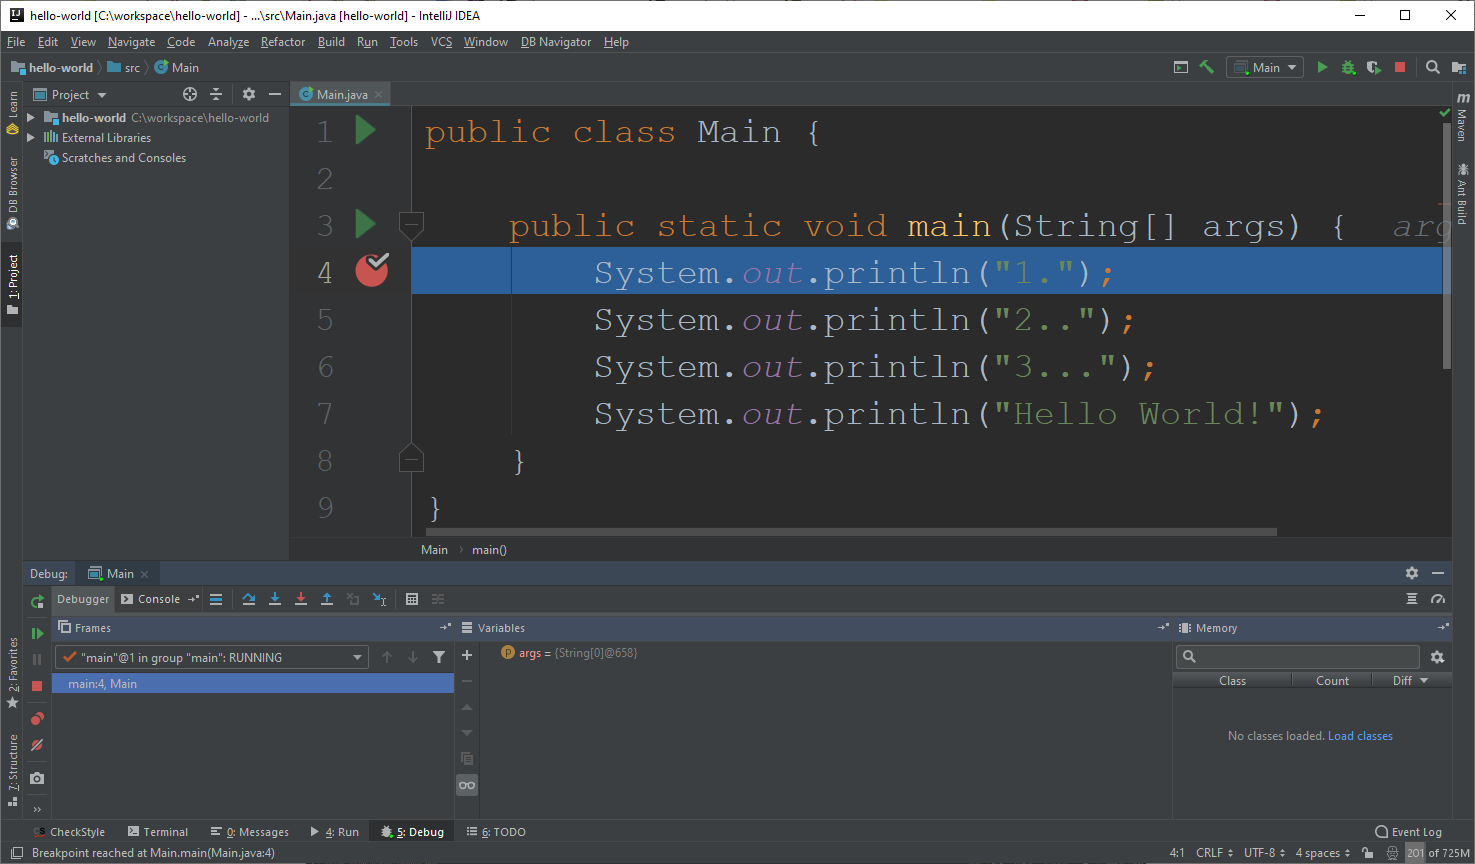 hello-world [C:\workspace\hello-world] - ...\src\Main.java [hello-world] - IntelliJ IDEA
File Edit View Navigate Code Analyze Refactor Build Run Tools VCS Window DB Navigator Help
hello-world src Main
Main
Project
Main.java
hello-world C:\workspace\hello-world
External Libraries
Scratches and Consoles
Learn
DB Browser
1: Project
2: Favorites
7: Structure
1 public class Main {
2
3 public static void main(String[] args) { arg
4 System.out.println("1.");
5 System.out.println("2..");
6 System.out.println("3...");
7 System.out.println("Hello World!");
8 }
9 }
Main main()
m Maven
Ant Build
Debug: Main
Debugger Console
Frames
"main"@1 in group "main": RUNNING
main:4, Main
Variables
args = {String[0]@658}
Memory
Class Count Diff
No classes loaded. Load classes
CheckStyle Terminal 0: Messages 4: Run 5: Debug 6: TODO Event Log
Breakpoint reached at Main.main(Main.java:4) 4:1 CRLF UTF-8 4 spaces 201 of 725M